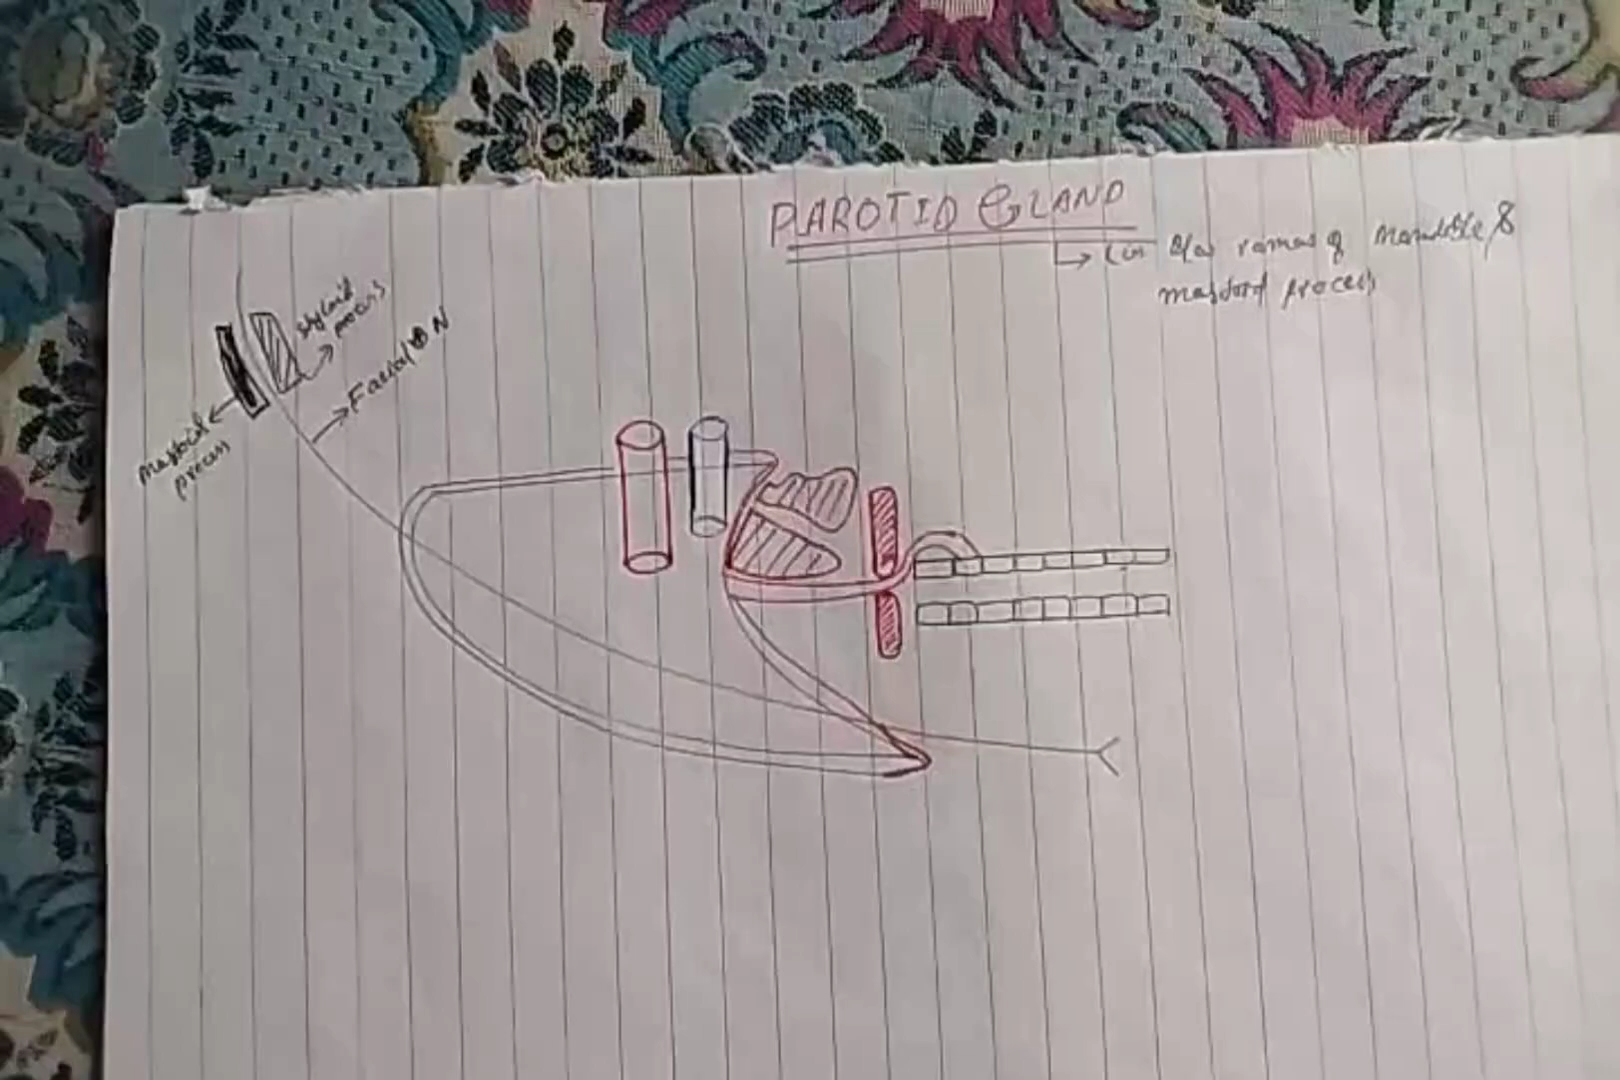 PAROTID GLAND
→ Lies B/w ramus of Mandible &
mastoid process
styloid
process
Facial N
Mastoid
process